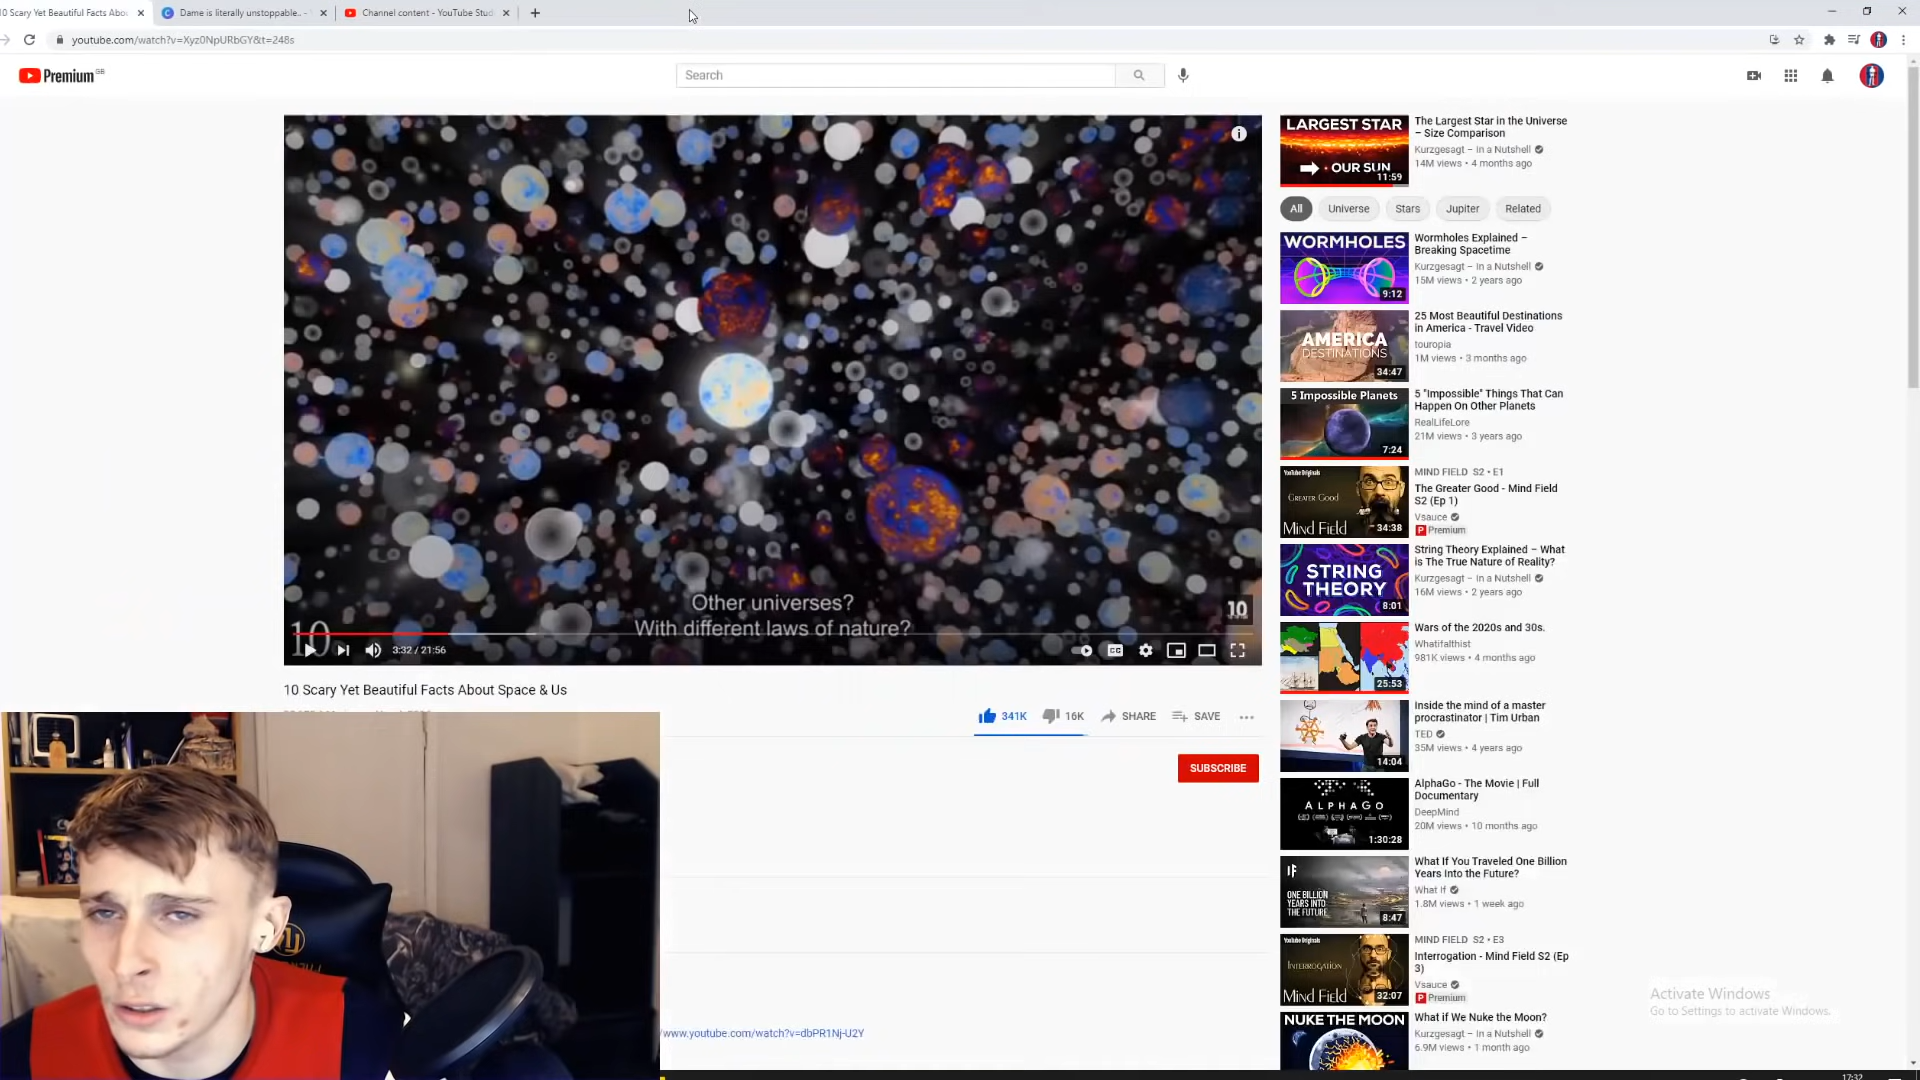 10 Scary Yet Beautiful Facts Abou
Dame is literally unstoppable.. -
Channel content - YouTube Stud
youtube.com/watch?v=Xyz0NpURbGY&t=248s
Premium GB
Search
LARGEST STAR
OUR SUN
11:59
The Largest Star in the Universe
– Size Comparison
Kurzgesagt – In a Nutshell
14M views • 4 months ago
All
Universe
Stars
Jupiter
Related
WORMHOLES
9:12
Wormholes Explained –
Breaking Spacetime
Kurzgesagt – In a Nutshell
15M views • 2 years ago
AMERICA
DESTINATIONS
34:47
25 Most Beautiful Destinations
in America - Travel Video
touropia
1M views • 3 months ago
5 Impossible Planets
7:24
5 "Impossible" Things That Can
Happen On Other Planets
RealLifeLore
21M views • 3 years ago
YouTube Originals
GREATER GOOD
MIND FIELD
34:38
MIND FIELD S2 • E1
The Greater Good - Mind Field
S2 (Ep 1)
Vsauce
Premium
STRING
THEORY
8:01
String Theory Explained – What
is The True Nature of Reality?
Kurzgesagt – In a Nutshell
16M views • 2 years ago
25:53
Wars of the 2020s and 30s.
Whatifalthist
981K views • 4 months ago
14:04
Inside the mind of a master
procrastinator | Tim Urban
TED
35M views • 4 years ago
ALPHAGO
1:30:28
AlphaGo - The Movie | Full
Documentary
DeepMind
20M views • 10 months ago
IF
ONE BILLION
YEARS INTO
THE FUTURE
8:47
What If You Traveled One Billion
Years Into the Future?
What If
1.8M views • 1 week ago
YouTube Originals
INTERROGATION
MIND FIELD
32:07
MIND FIELD S2 • E3
Interrogation - Mind Field S2 (Ep
3)
Vsauce
Premium
NUKE THE MOON
What if We Nuke the Moon?
Kurzgesagt – In a Nutshell
6.9M views • 1 month ago
Other universes?
With different laws of nature?
10
10
3:32 / 21:56
CC
10 Scary Yet Beautiful Facts About Space & Us
341K
16K
SHARE
SAVE
SUBSCRIBE
/www.youtube.com/watch?v=dbPR1Nj-U2Y
Activate Windows
Go to Settings to activate Windows.
17:32